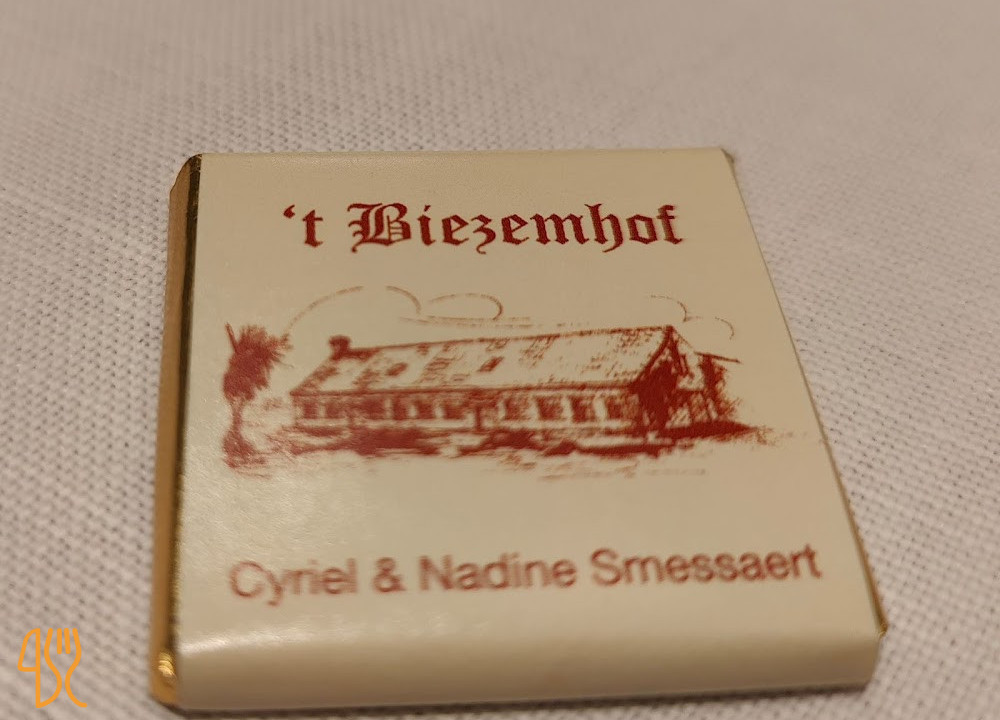 ‘t Biezemhof
Cyriel & Nadine Smessaert